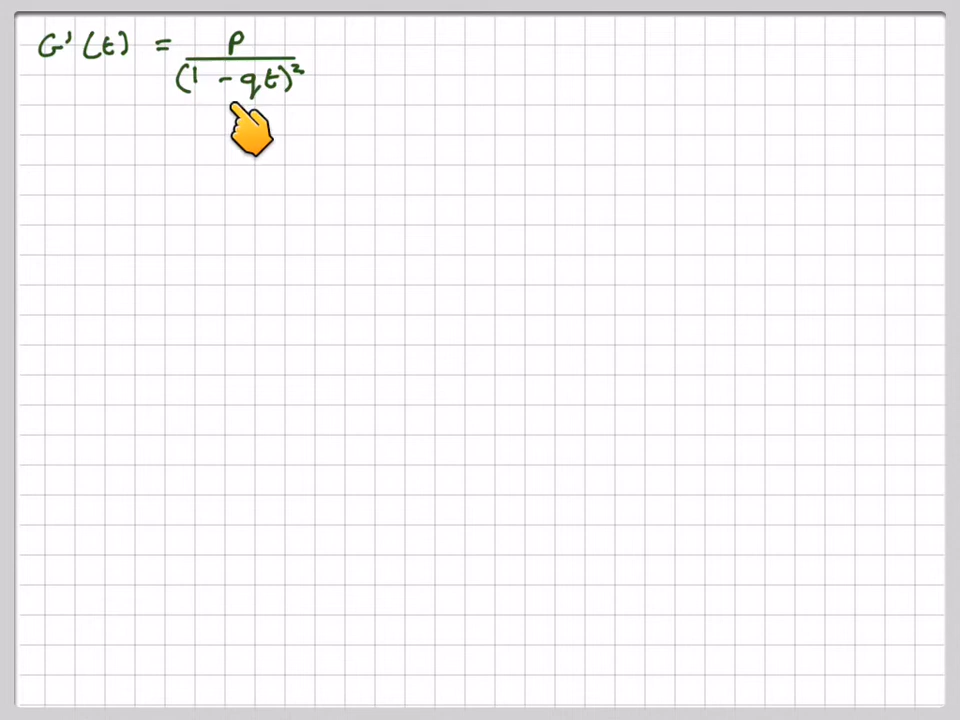 G'(t) = p / (1 - qt)²